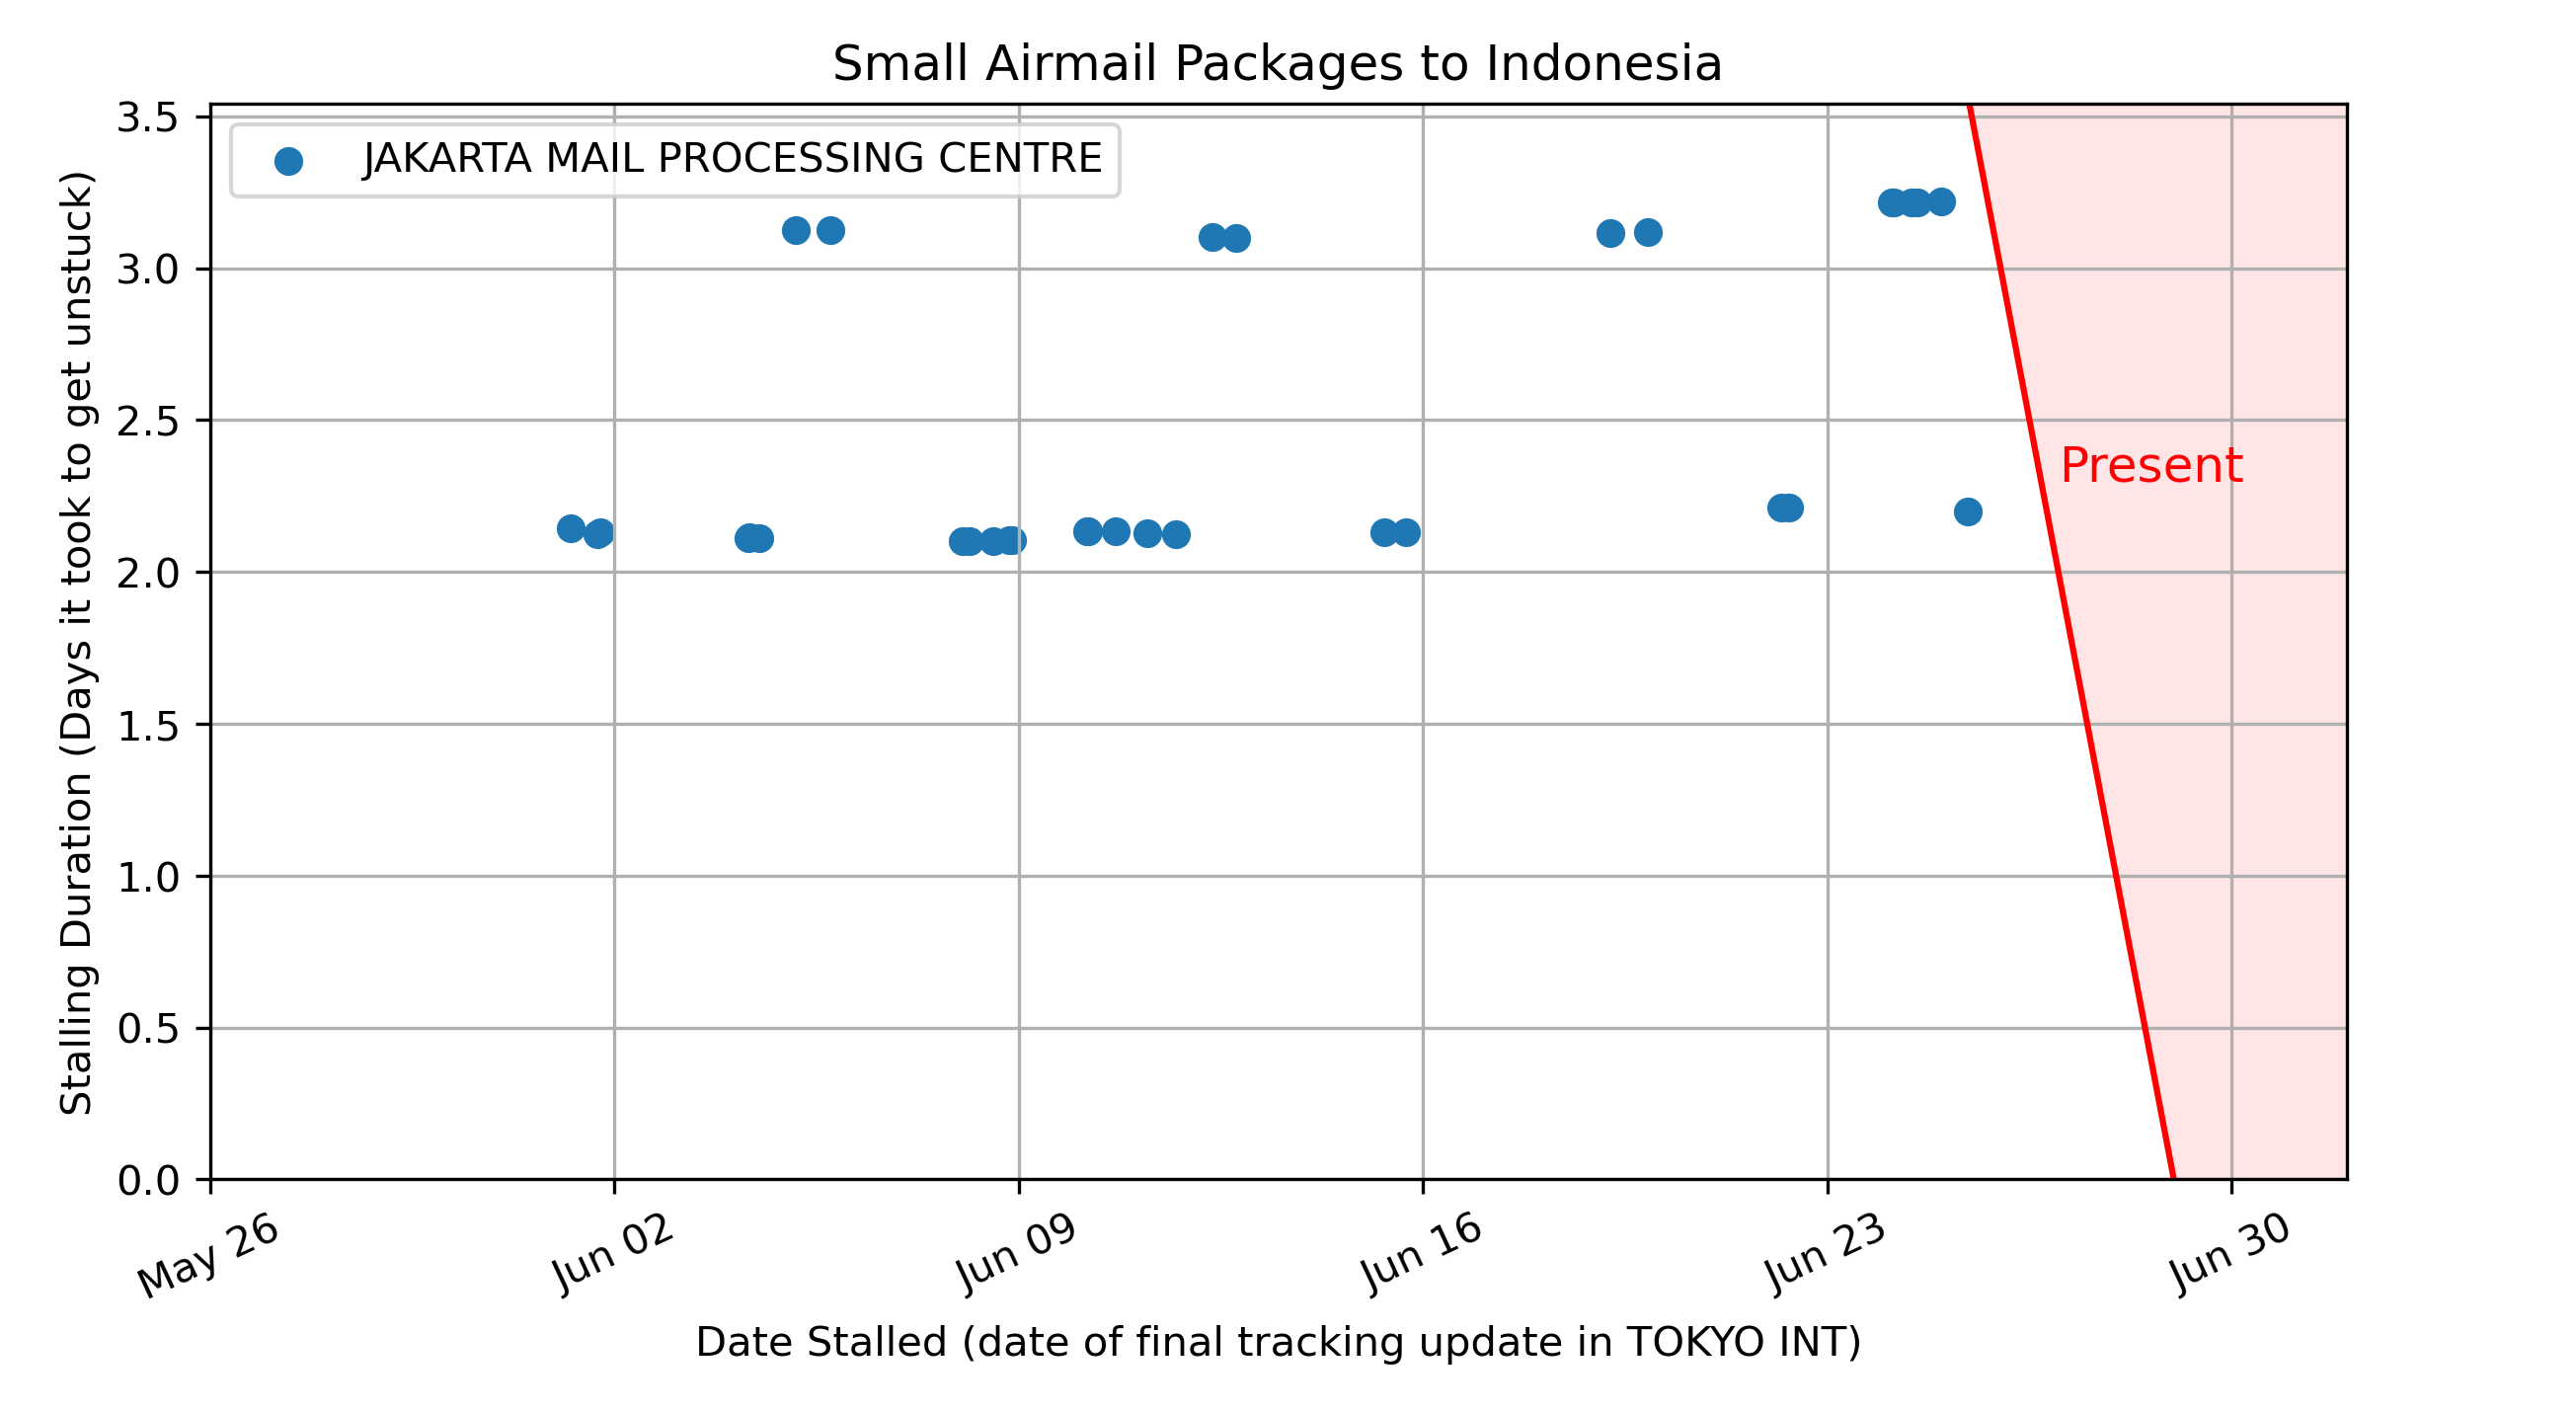 Small Airmail Packages to Indonesia
JAKARTA MAIL PROCESSING CENTRE
Stalling Duration (Days it took to get unstuck)
3.5
3.0
2.5
2.0
1.5
1.0
0.5
0.0
Present
May 26
Jun 02
Jun 09
Jun 16
Jun 23
Jun 30
Date Stalled (date of final tracking update in TOKYO INT)